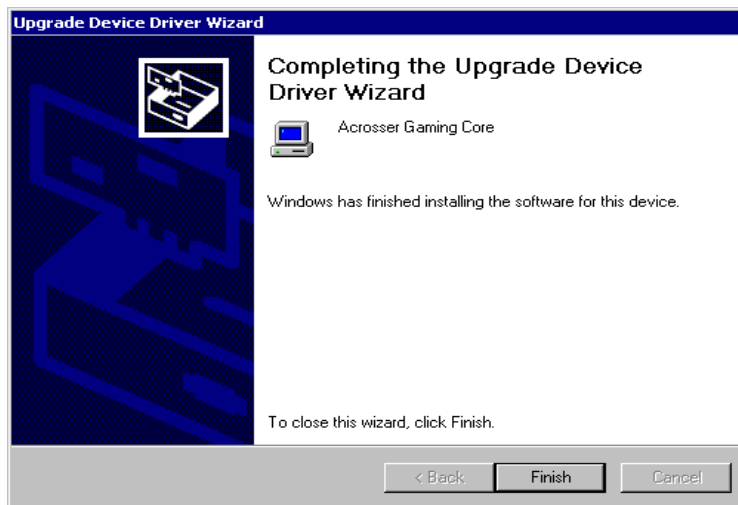 Upgrade Device Driver Wizard
Completing the Upgrade Device
Driver Wizard
Acrosser Gaming Core
Windows has finished installing the software for this device.
To close this wizard, click Finish.
< Back
Finish
Cancel